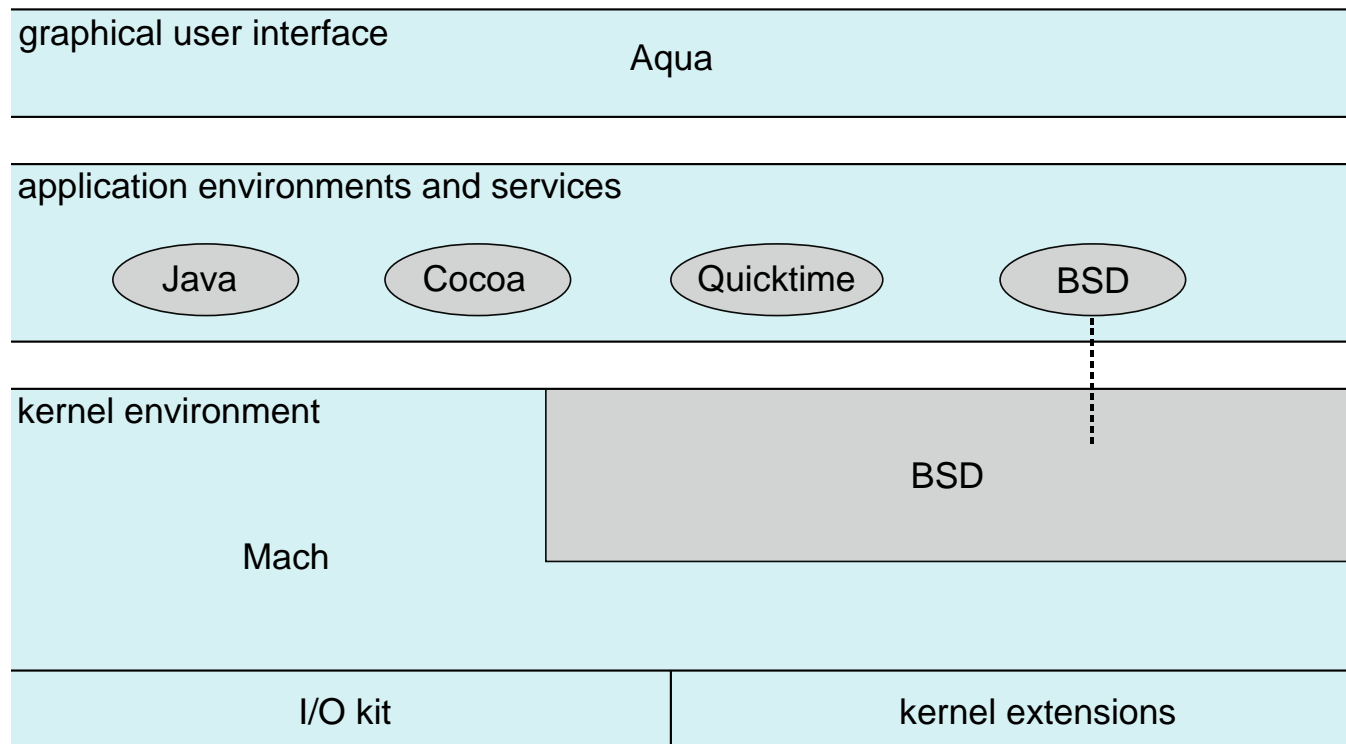 graphical user interface
Aqua
application environments and services
Java
Cocoa
Quicktime
BSD
kernel environment
BSD
Mach
I/O kit
kernel extensions